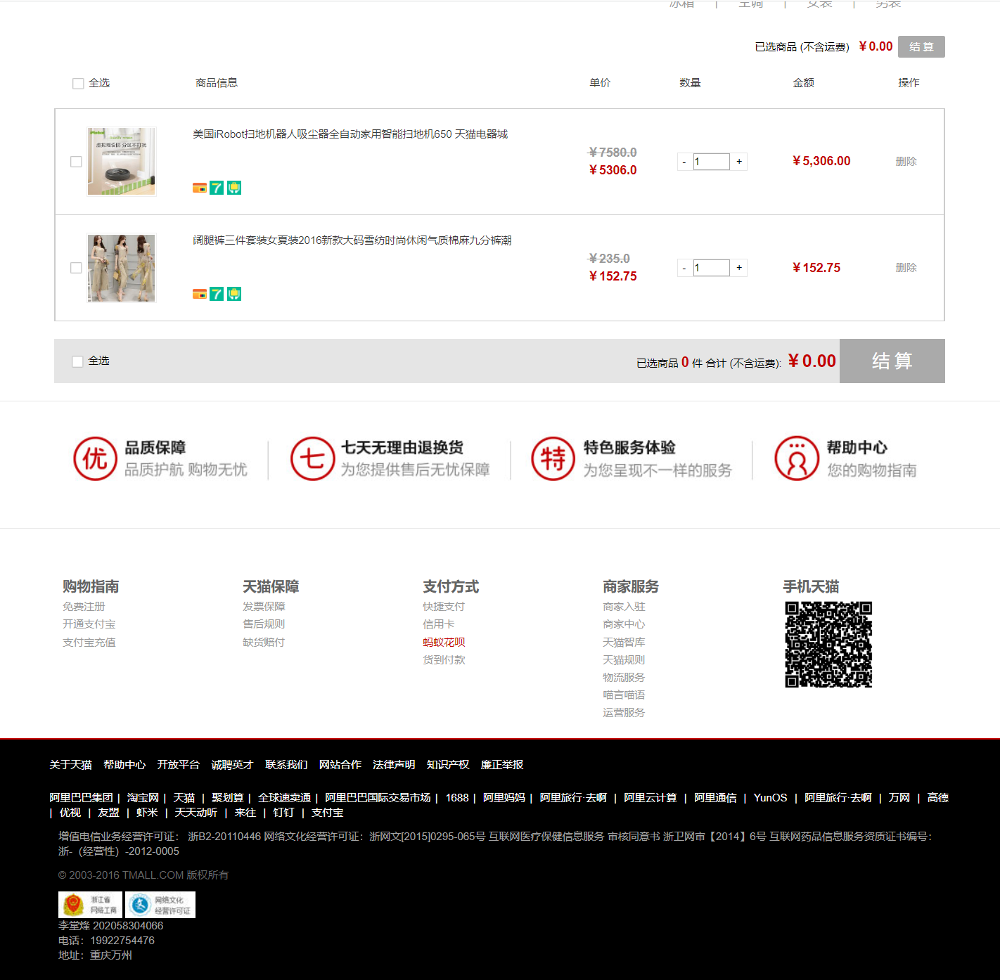 冰箱 | 空调 | 女装 | 男装
已选商品 (不含运费) ￥0.00 结 算
全选 商品信息 单价 数量 金额 操作
iRobot
虚拟墙设防 分区不打扰
美国iRobot扫地机器人吸尘器全自动家用智能扫地机650 天猫电器城
￥7580.0
￥5306.0
- 1 +
￥5,306.00
删除
7
阔腿裤三件套装女夏装2016新款大码雪纺时尚休闲气质棉麻九分裤潮
￥235.0
￥152.75
- 1 +
￥152.75
删除
7
全选 已选商品 0 件 合计 (不含运费): ￥0.00 结 算
优 品质保障
品质护航 购物无忧
七 七天无理由退换货
为您提供售后无忧保障
特 特色服务体验
为您呈现不一样的服务
帮助中心
您的购物指南
购物指南
免费注册
开通支付宝
支付宝充值
天猫保障
发票保障
售后规则
缺货赔付
支付方式
快捷支付
信用卡
蚂蚁花呗
货到付款
商家服务
商家入驻
商家中心
天猫智库
天猫规则
物流服务
喵言喵语
运营服务
手机天猫
关于天猫 帮助中心 开放平台 诚聘英才 联系我们 网站合作 法律声明 知识产权 廉正举报
阿里巴巴集团 | 淘宝网 | 天猫 | 聚划算 | 全球速卖通 | 阿里巴巴国际交易市场 | 1688 | 阿里妈妈 | 阿里旅行·去啊 | 阿里云计算 | 阿里通信 | YunOS | 阿里旅行·去啊 | 万网 | 高德
| 优视 | 友盟 | 虾米 | 天天动听 | 来往 | 钉钉 | 支付宝
增值电信业务经营许可证： 浙B2-20110446 网络文化经营许可证：浙网文[2015]0295-065号 互联网医疗保健信息服务 审核同意书 浙卫网审【2014】6号 互联网药品信息服务资质证书编号：
浙-（经营性）-2012-0005
© 2003-2016 TMALL.COM 版权所有
浙江省
网络工商
网络文化
经营许可证
李堂烽 202058304066
电话：19922754476
地址：重庆万州